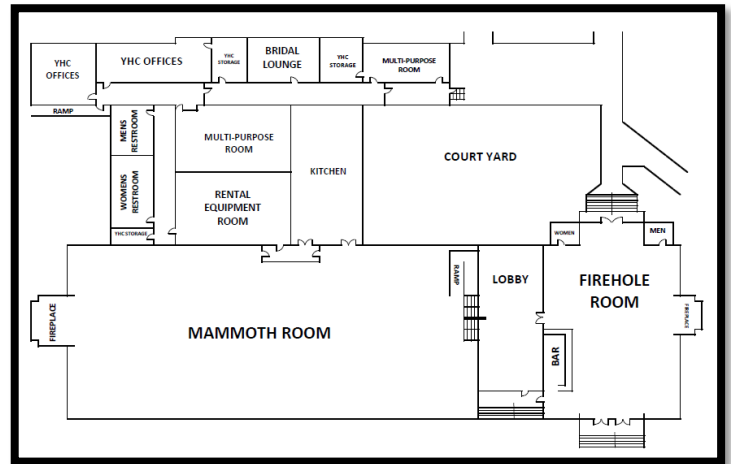 YHC
OFFICES
YHC OFFICES
YHC
STORAGE
BRIDAL
LOUNGE
YHC
STORAGE
MULTI-PURPOSE
ROOM
RAMP
MENS
RESTROOM
MULTI-PURPOSE
ROOM
KITCHEN
COURT YARD
WOMENS
RESTROOM
RENTAL
EQUIPMENT
ROOM
YHC STORAGE
WOMEN
MEN
RAMP
LOBBY
FIREHOLE
ROOM
FIREPLACE
MAMMOTH ROOM
BAR
FIREPLACE